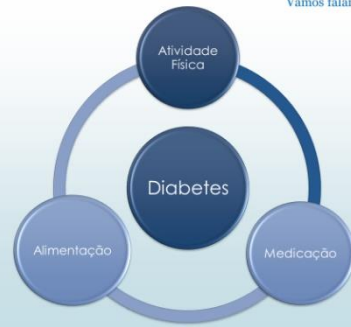 Vamos falar
Atividade
Física
Diabetes
Alimentação
Medicação